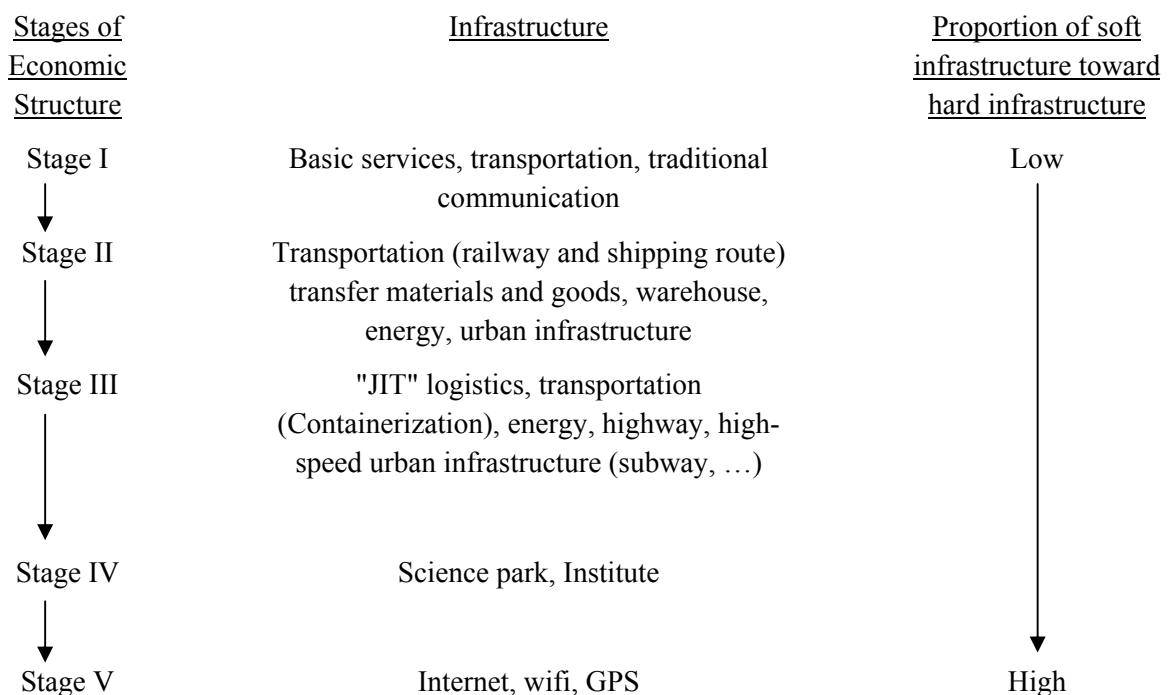 Stages of
Economic
Structure
Infrastructure
Proportion of soft
infrastructure toward
hard infrastructure
Stage I
Basic services, transportation, traditional
communication
Low
Stage II
Transportation (railway and shipping route)
transfer materials and goods, warehouse,
energy, urban infrastructure
Stage III
"JIT" logistics, transportation
(Containerization), energy, highway, high-
speed urban infrastructure (subway, …)
Stage IV
Science park, Institute
Stage V
Internet, wifi, GPS
High